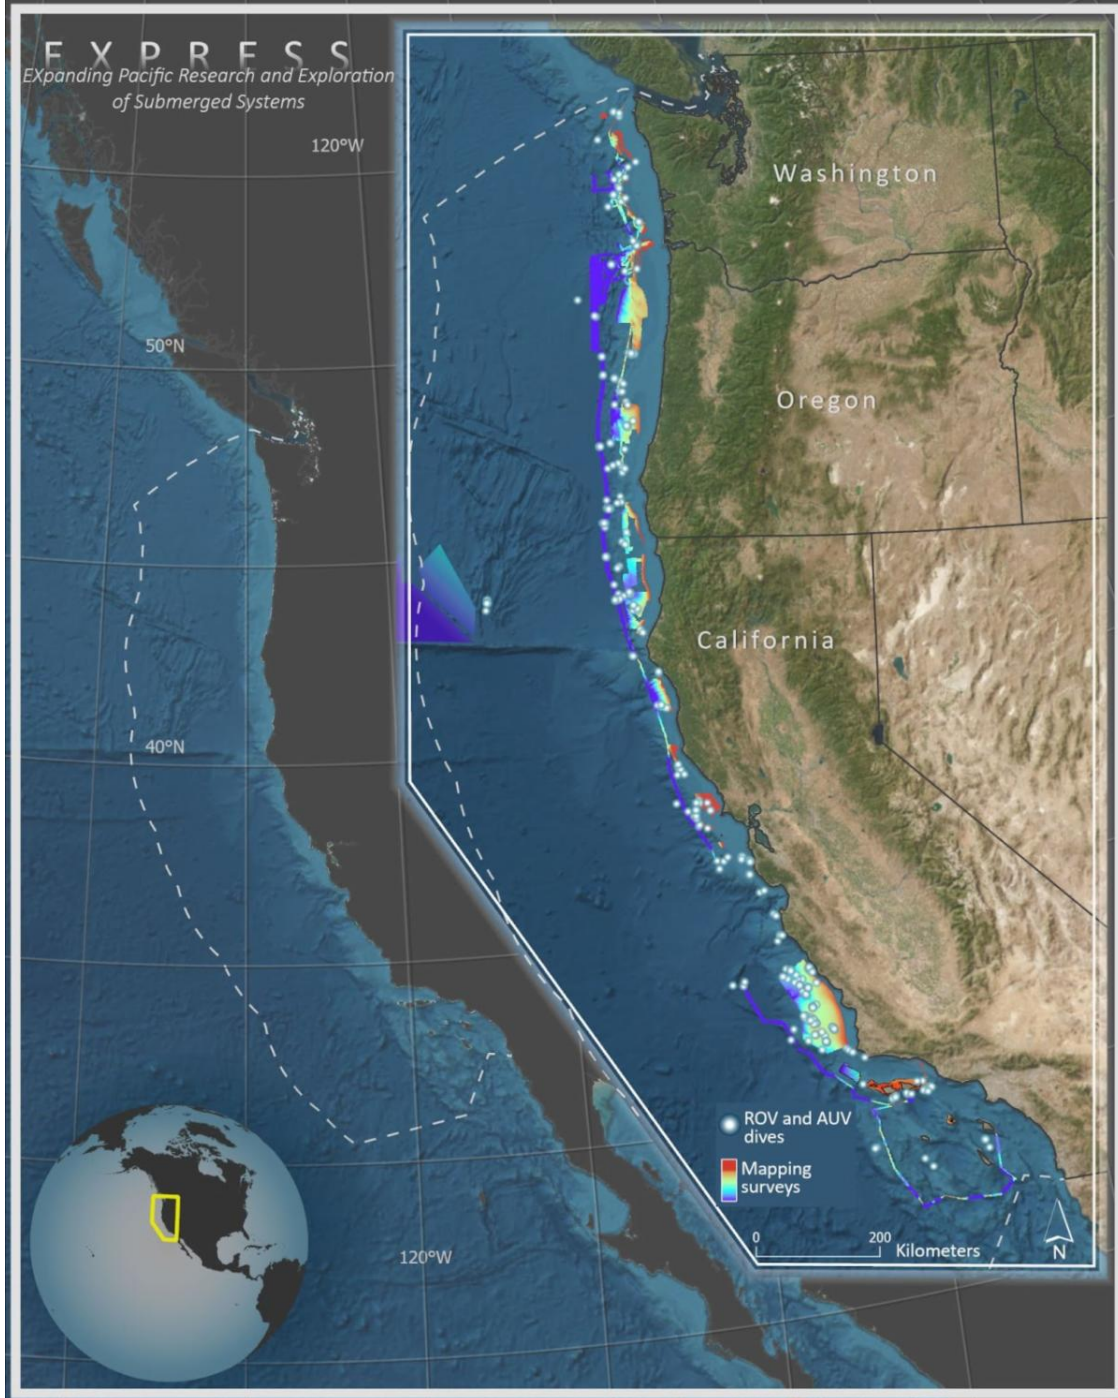 EXPRESS
EXpanding Pacific Research and Exploration
of Submerged Systems
120°W
Washington
50°N
Oregon
California
40°N
ROV and AUV
dives
Mapping
surveys
0 200 Kilometers
N
120°W